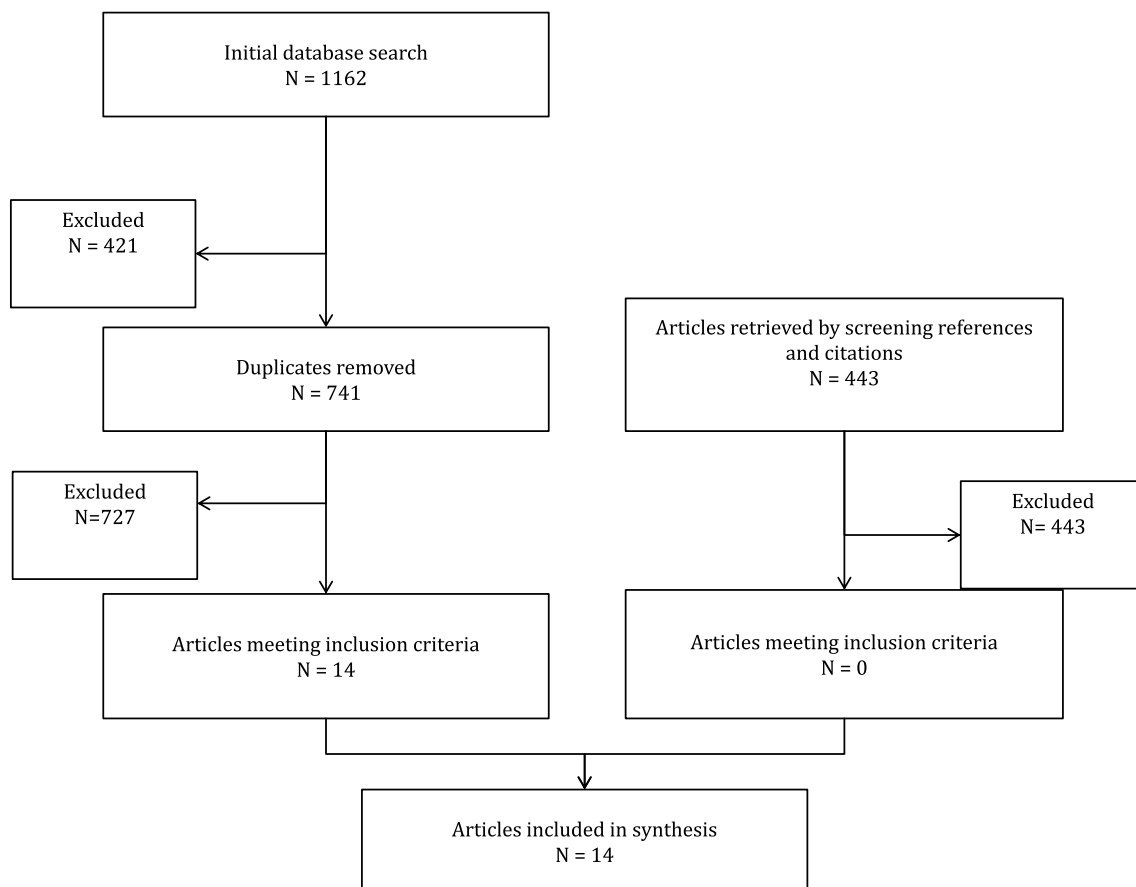 Initial database search
N = 1162
Excluded
N = 421
Duplicates removed
N = 741
Articles retrieved by screening references
and citations
N = 443
Excluded
N=727
Excluded
N= 443
Articles meeting inclusion criteria
N = 14
Articles meeting inclusion criteria
N = 0
Articles included in synthesis
N = 14